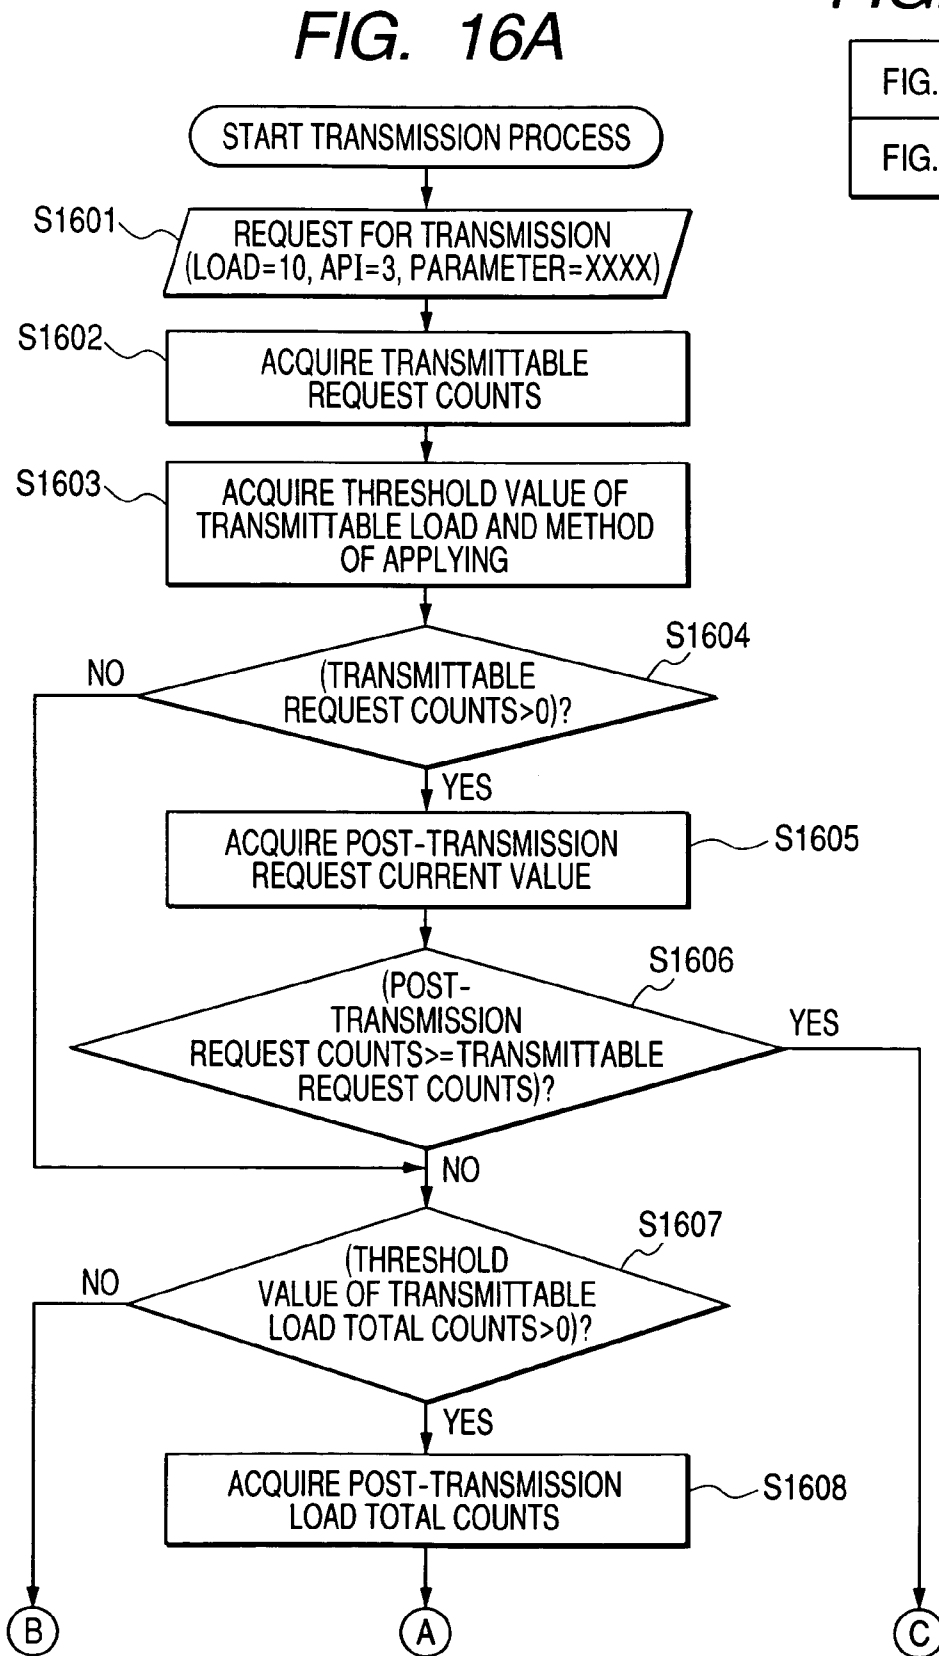 FIG. 16A
FIG.
FIG.
FIG.
START TRANSMISSION PROCESS
S1601
REQUEST FOR TRANSMISSION
(LOAD=10, API=3, PARAMETER=XXXX)
S1602
ACQUIRE TRANSMITTABLE
REQUEST COUNTS
S1603
ACQUIRE THRESHOLD VALUE OF
TRANSMITTABLE LOAD AND METHOD
OF APPLYING
S1604
NO
(TRANSMITTABLE
REQUEST COUNTS>0)?
YES
ACQUIRE POST-TRANSMISSION
REQUEST CURRENT VALUE
S1605
S1606
(POST-
TRANSMISSION
REQUEST COUNTS>=TRANSMITTABLE
REQUEST COUNTS)?
YES
NO
S1607
NO
(THRESHOLD
VALUE OF TRANSMITTABLE
LOAD TOTAL COUNTS>0)?
YES
ACQUIRE POST-TRANSMISSION
LOAD TOTAL COUNTS
S1608
B
A
C